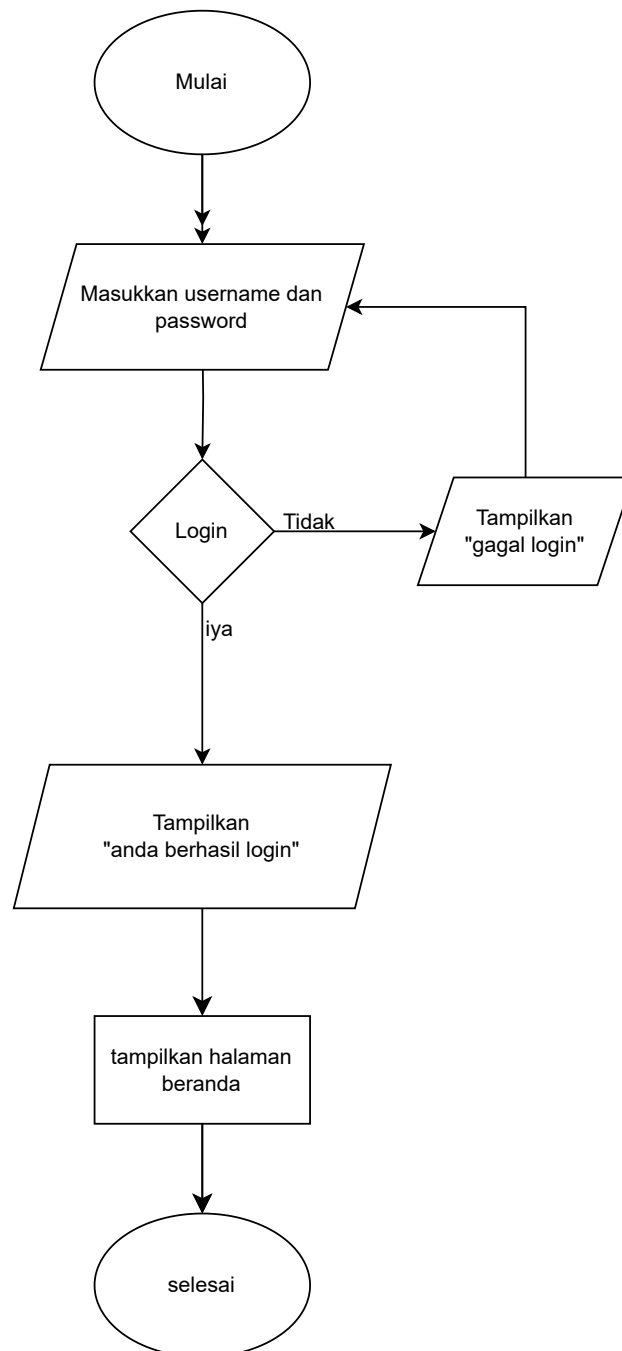 Mulai
Masukkan username dan
password
Login
Tidak
Tampilkan
"gagal login"
iya
Tampilkan
"anda berhasil login"
tampilkan halaman
beranda
selesai